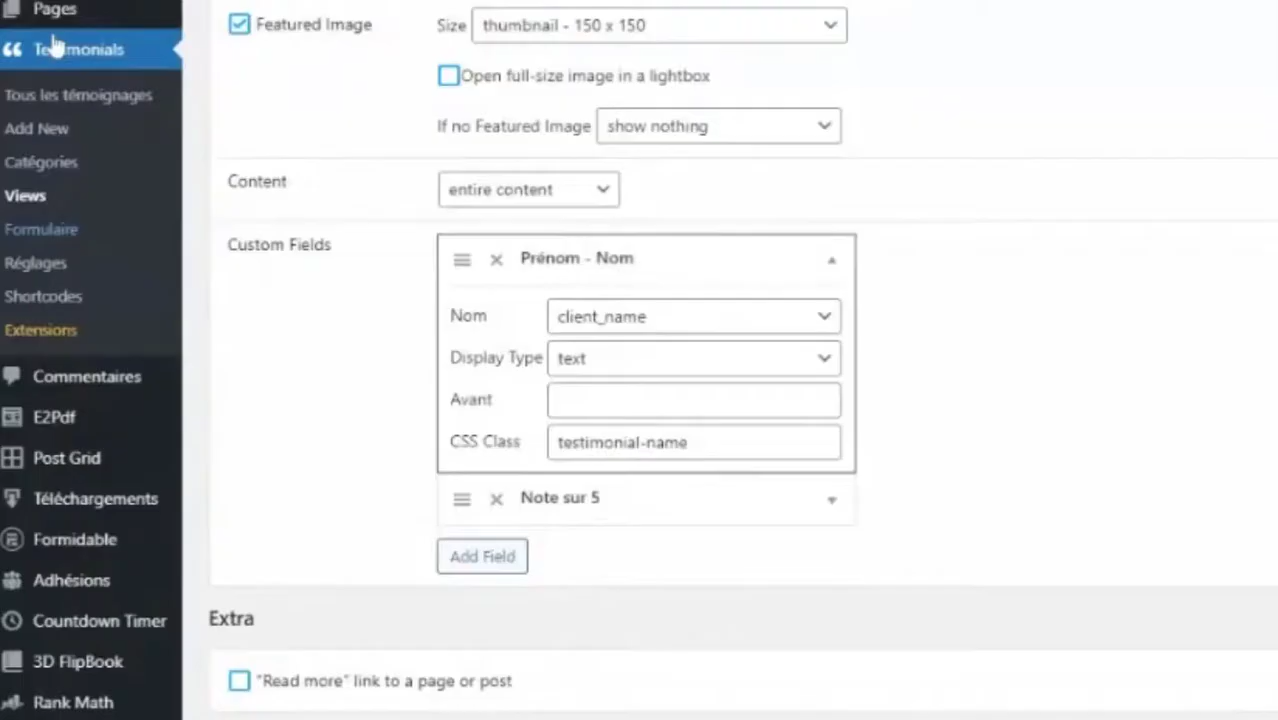 Pages
Testimonials
Tous les témoignages
Add New
Catégories
Views
Formulaire
Réglages
Shortcodes
Extensions
Commentaires
E2Pdf
Post Grid
Téléchargements
Formidable
Adhésions
Countdown Timer
3D FlipBook
Rank Math
Featured Image
Size thumbnail - 150 x 150
Open full-size image in a lightbox
If no Featured Image show nothing
Content
entire content
Custom Fields
Prénom - Nom
Nom client_name
Display Type text
Avant
CSS Class testimonial-name
Note sur 5
Add Field
Extra
"Read more" link to a page or post